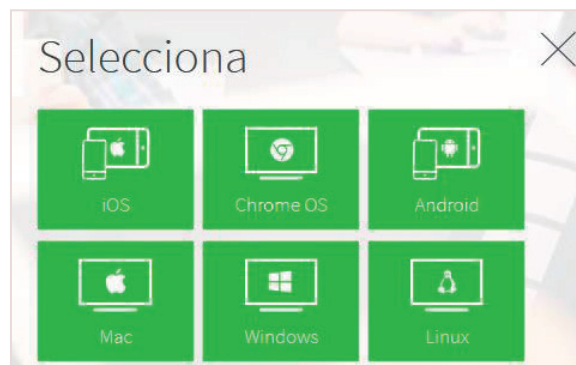 Selecciona
iOS
Chrome OS
Android
Mac
Windows
Linux